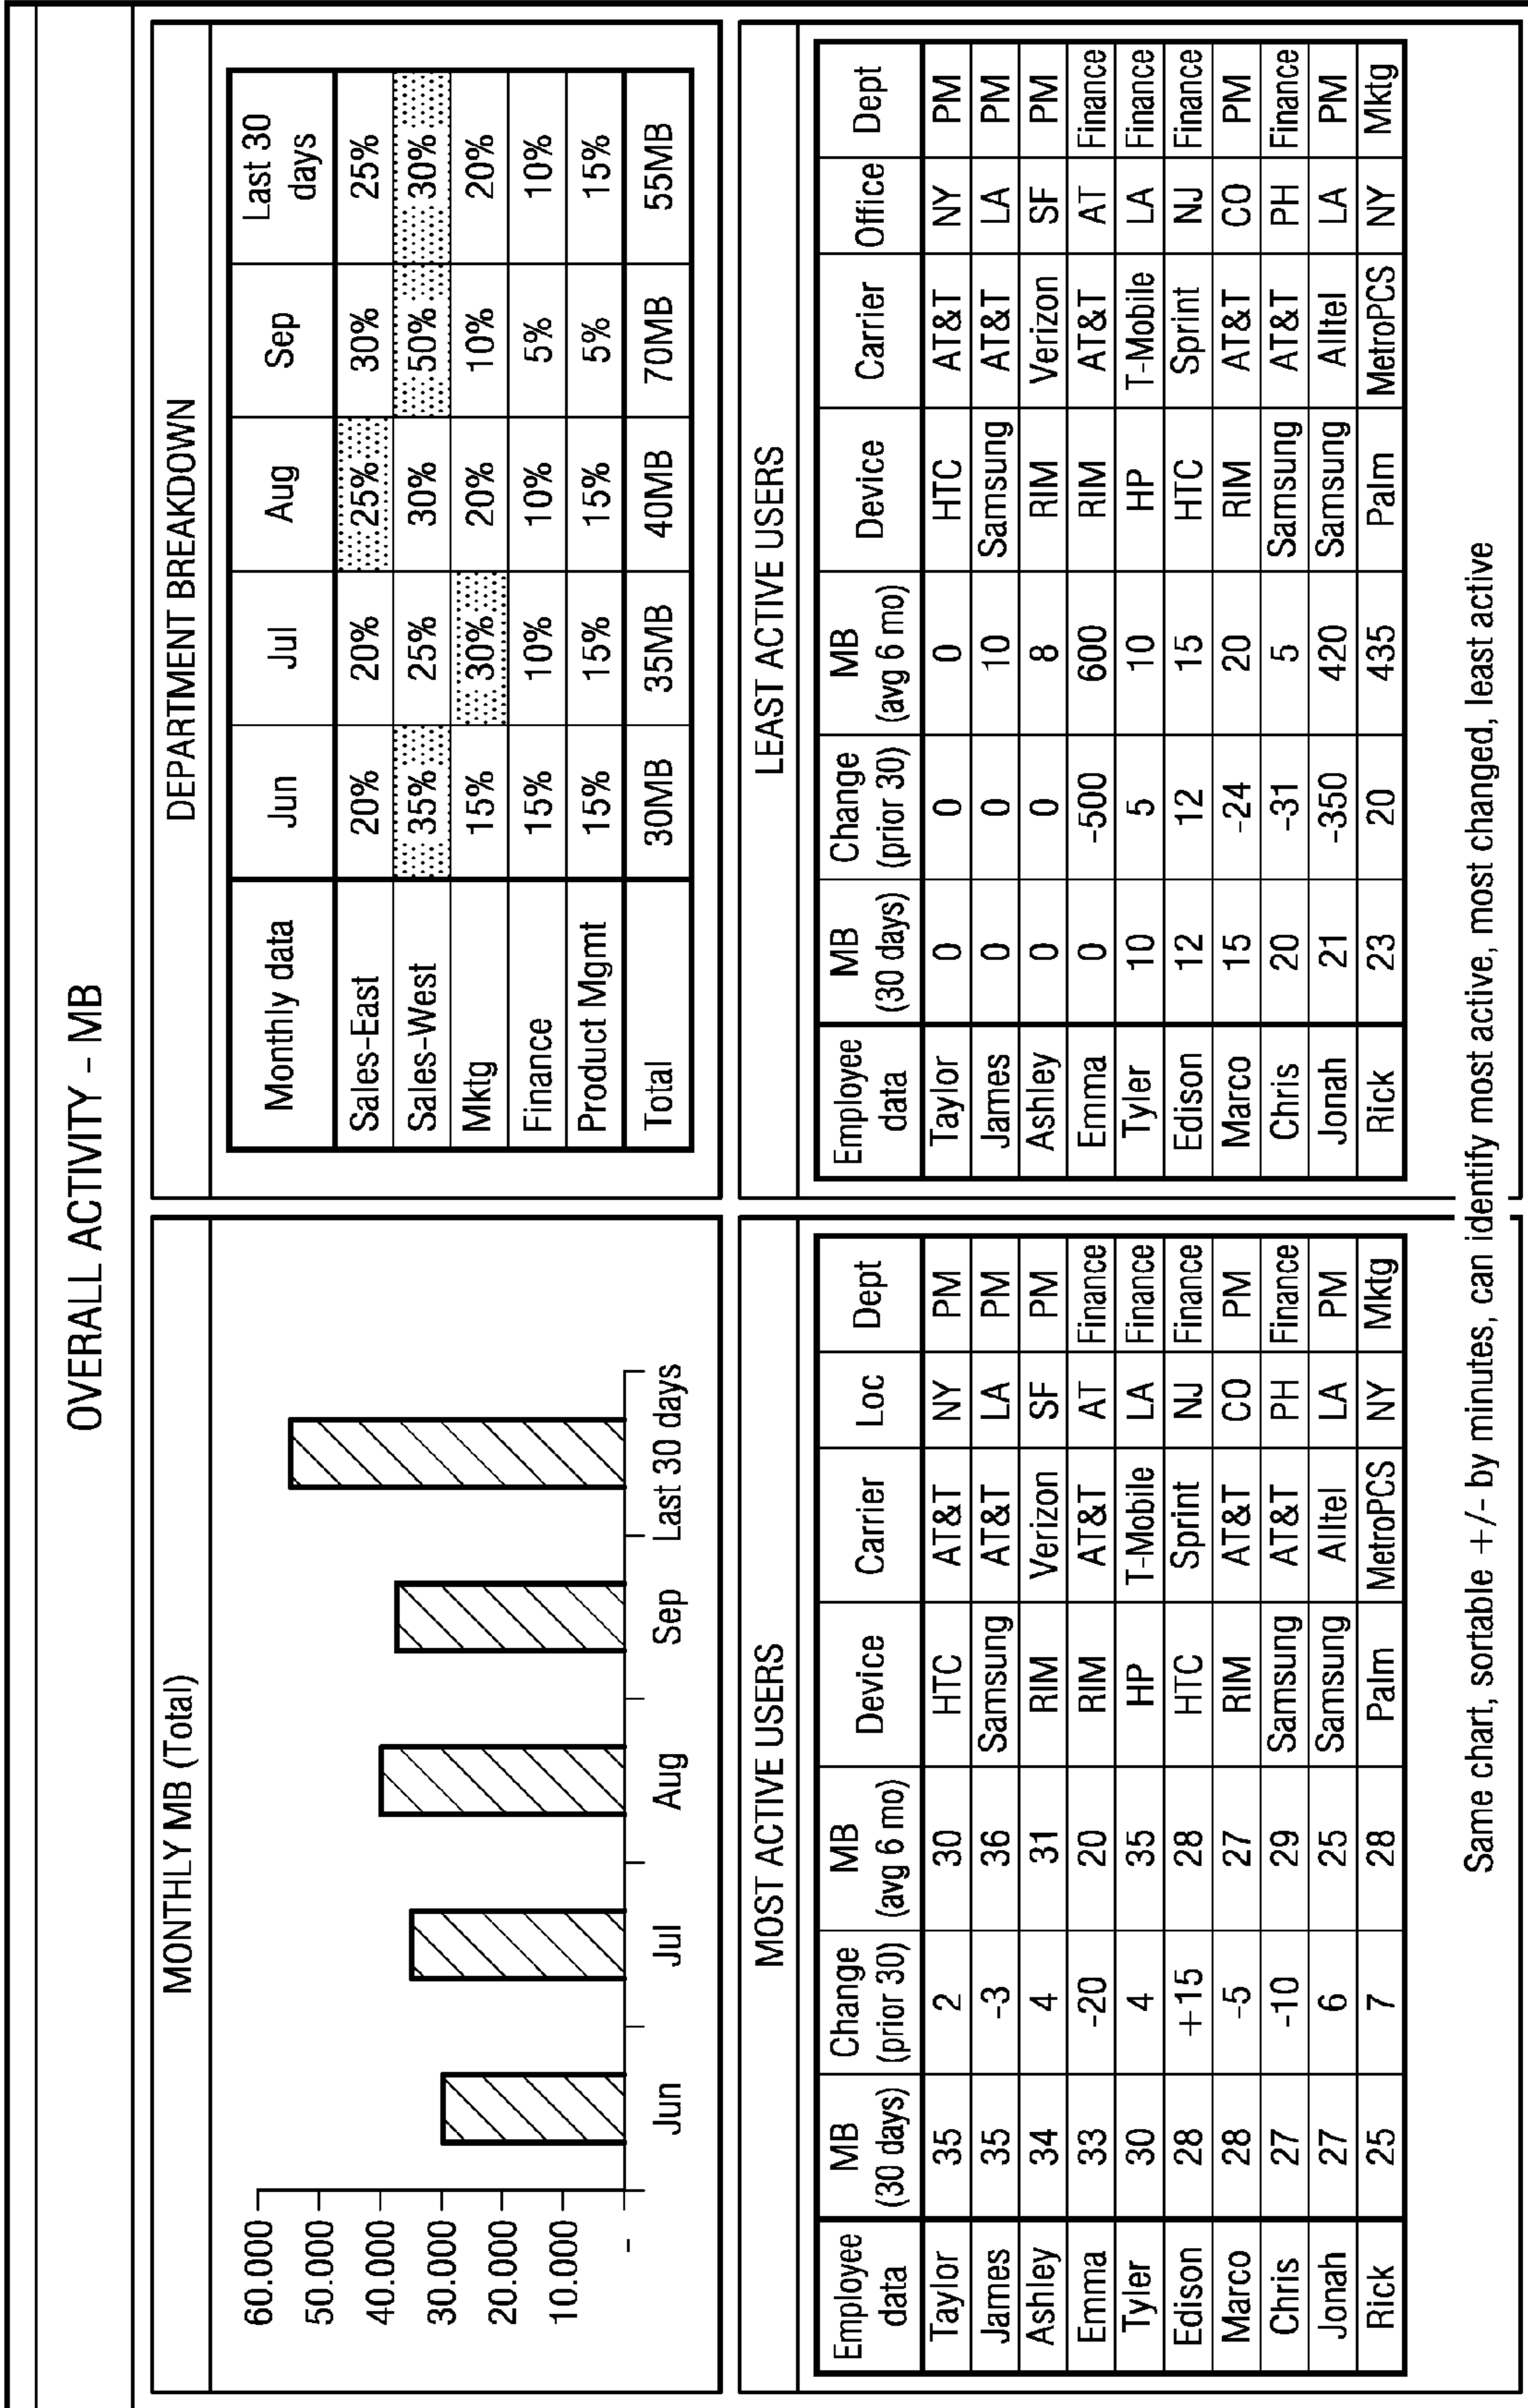 OVERALL ACTIVITY - MB
MONTHLY MB (Total)
60.000
50.000
40.000
30.000
20.000
10.000
-
Jun Jul Aug Sep Last 30 days
DEPARTMENT BREAKDOWN
Monthly data Jun Jul Aug Sep Last 30 days
Sales-East 20% 20% 25% 30% 25%
Sales-West 35% 25% 30% 50% 30%
Mktg 15% 30% 20% 10% 20%
Finance 15% 10% 10% 5% 10%
Product Mgmt 15% 15% 15% 5% 15%
Total 30MB 35MB 40MB 70MB 55MB
MOST ACTIVE USERS
Employee data MB (30 days) Change (prior 30) MB (avg 6 mo) Device Carrier Loc Dept
Taylor 35 2 30 HTC AT&T NY PM
James 35 -3 36 Samsung AT&T LA PM
Ashley 34 4 31 RIM Verizon SF PM
Emma 33 -20 20 RIM AT&T AT Finance
Tyler 30 4 35 HP T-Mobile LA Finance
Edison 28 +15 28 HTC Sprint NJ Finance
Marco 28 -5 27 RIM AT&T CO PM
Chris 27 -10 29 Samsung AT&T PH Finance
Jonah 27 6 25 Samsung Alltel LA PM
Rick 25 7 28 Palm MetroPCS NY Mktg
LEAST ACTIVE USERS
Employee data MB (30 days) Change (prior 30) MB (avg 6 mo) Device Carrier Office Dept
Taylor 0 0 0 HTC AT&T NY PM
James 0 0 10 Samsung AT&T LA PM
Ashley 0 0 8 RIM Verizon SF PM
Emma 0 -500 600 RIM AT&T AT Finance
Tyler 10 5 10 HP T-Mobile LA Finance
Edison 12 12 15 HTC Sprint NJ Finance
Marco 15 -24 20 RIM AT&T CO PM
Chris 20 -31 5 Samsung AT&T PH Finance
Jonah 21 -350 420 Samsung Alltel LA PM
Rick 23 20 435 Palm MetroPCS NY Mktg
Same chart, sortable +/- by minutes, can identify most active, most changed, least active